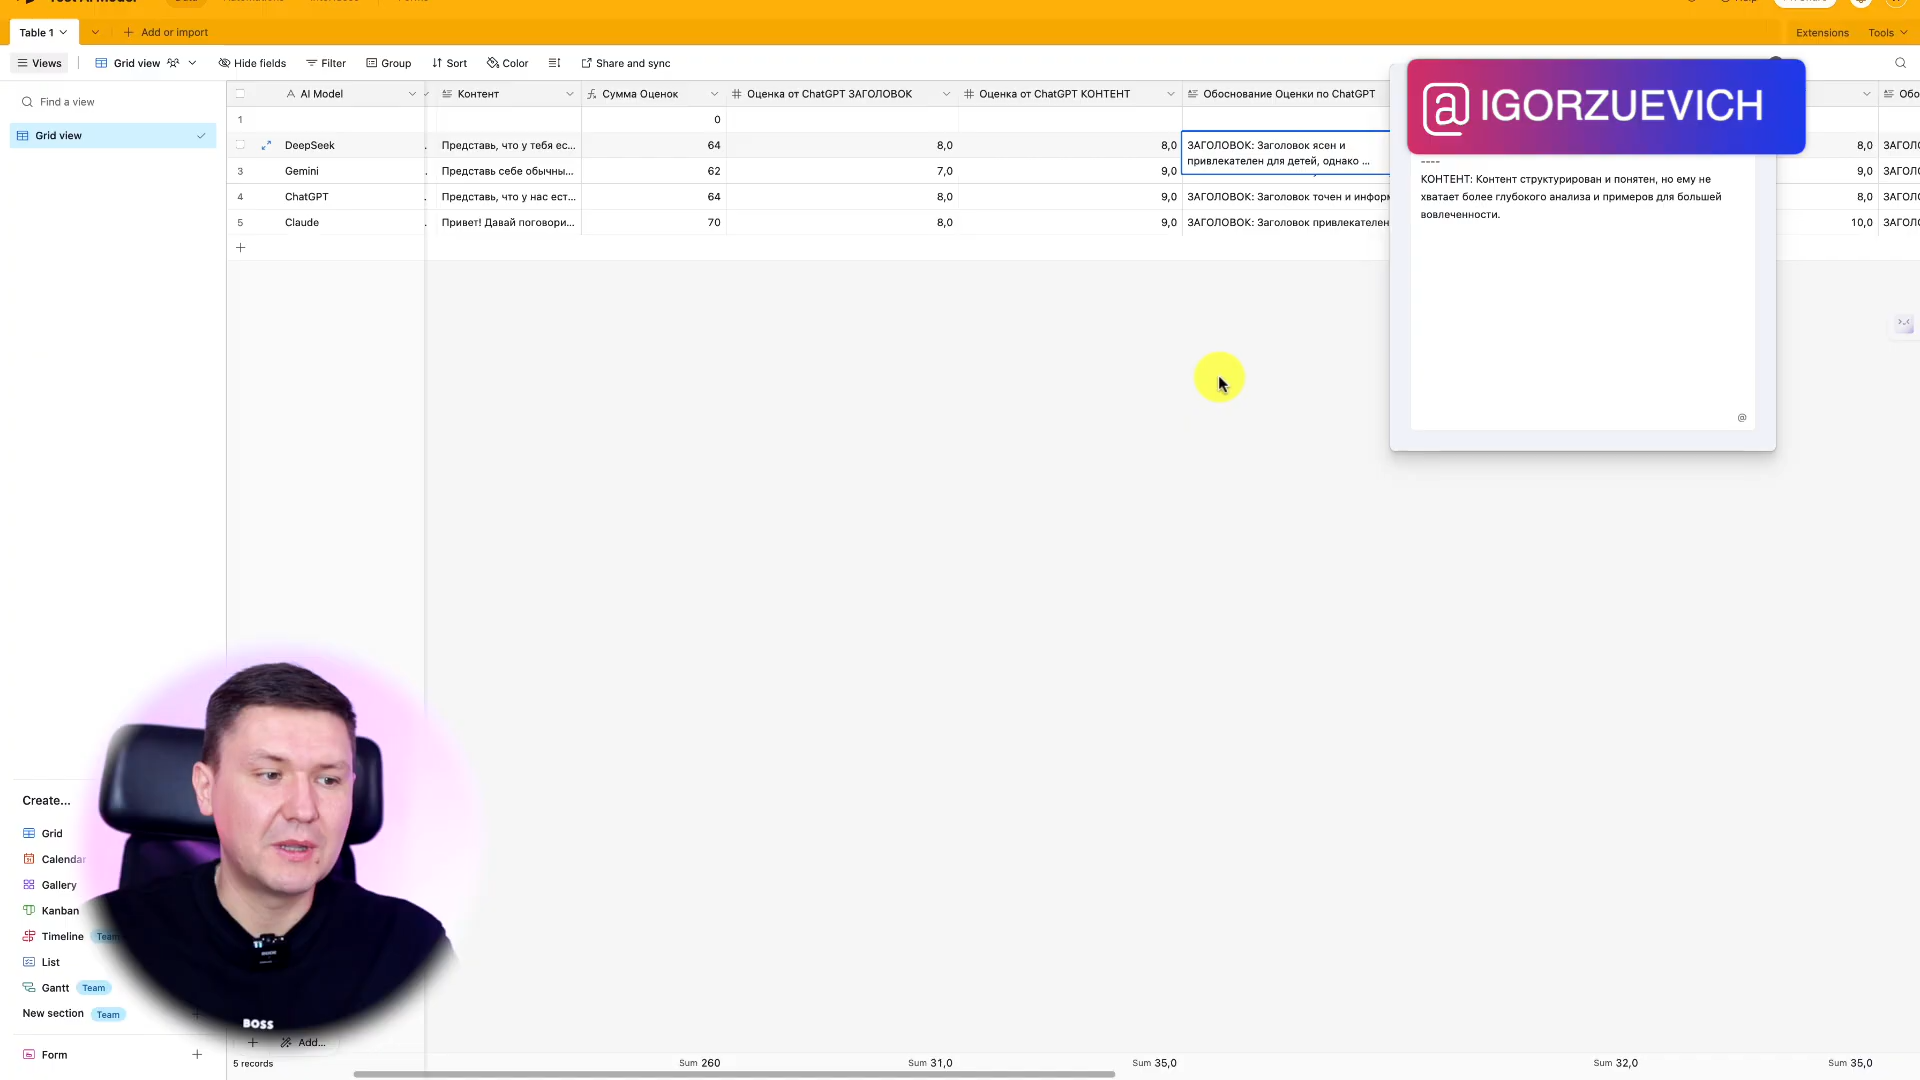 Table 1
Add or import
Extensions
Tools
Views
Grid view
Hide fields
Filter
Group
Sort
Color
Share and sync
@IGORZUEVICH
Find a view
Grid view
AI Model
Контент
Сумма Оценок
Оценка от ChatGPT ЗАГОЛОВОК
Оценка от ChatGPT КОНТЕНТ
Обоснование Оценки по ChatGPT
1
0
DeepSeek
Представь, что у тебя ес...
64
8,0
8,0
ЗАГОЛОВОК: Заголовок ясен и
привлекателен для детей, однако ...
8,0
3
Gemini
Представь себе обычны...
62
7,0
9,0
9,0
4
ChatGPT
Представь, что у нас ест...
64
8,0
9,0
ЗАГОЛОВОК: Заголовок точен и
8,0
5
Claude
Привет! Давай поговори...
70
8,0
9,0
ЗАГОЛОВОК: Заголовок привлекателен
10,0
----
КОНТЕНТ: Контент структурирован и понятен, но ему не
хватает более глубокого анализа и примеров для большей
вовлеченности.
@
Create...
Grid
Calendar
Gallery
Kanban
Timeline
Team
List
Gantt
Team
New section
Team
Form
BOSS
Add...
5 records
Sum 260
Sum 31,0
Sum 35,0
Sum 32,0
Sum 35,0